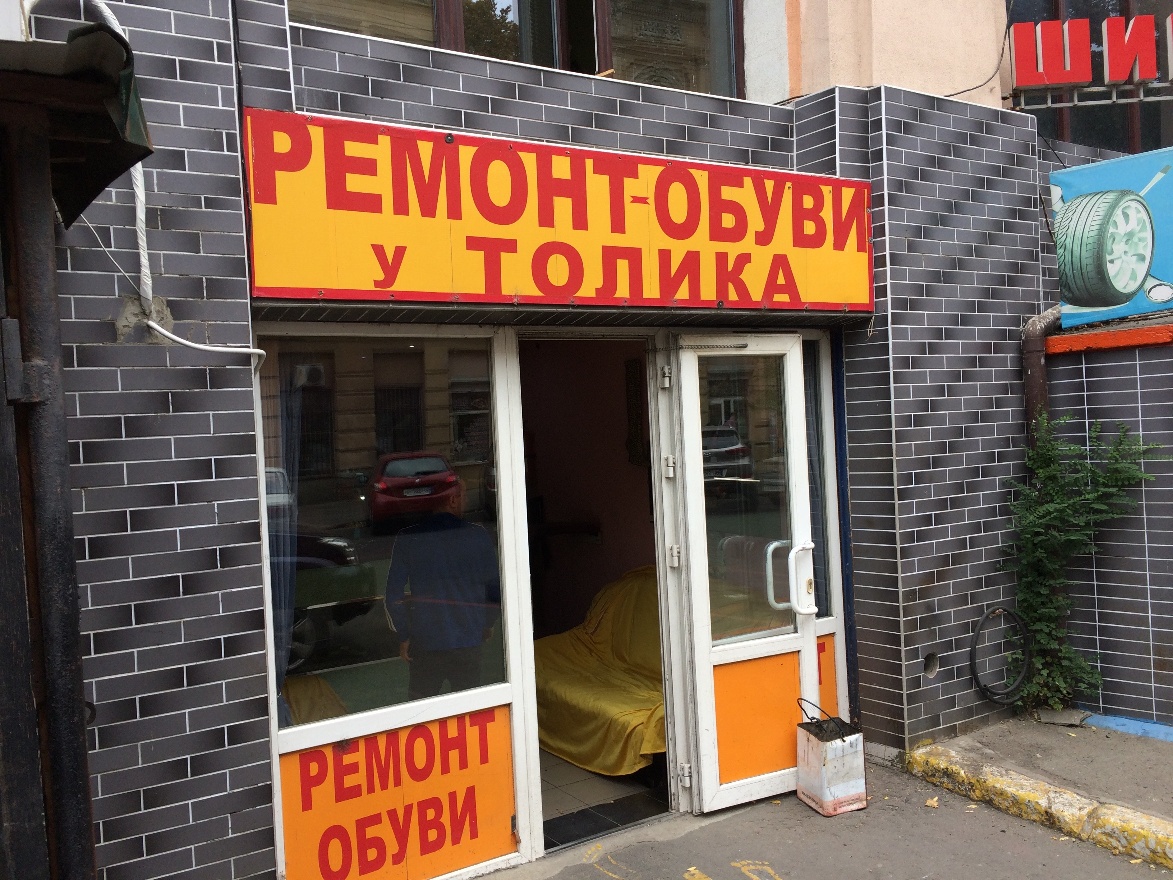 РЕМОНТ-ОБУВИ
У ТОЛИКА
ШИ
РЕМОНТ
ОБУВИ
Т